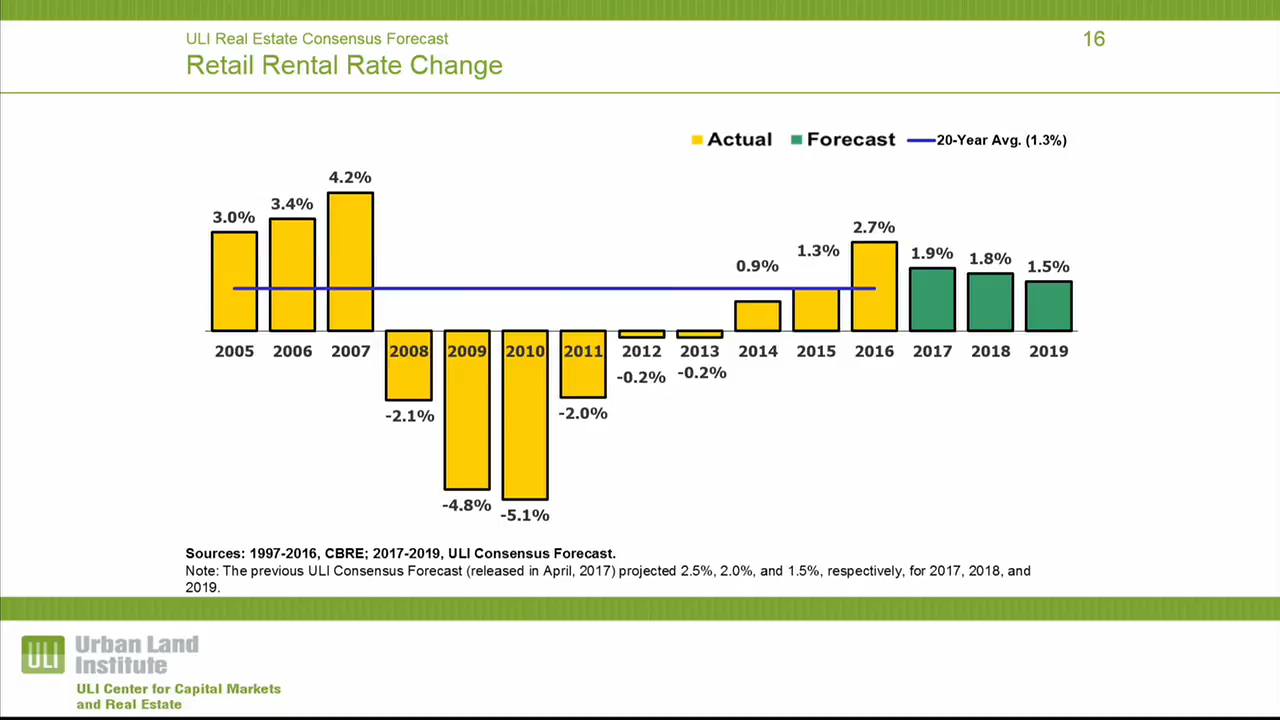 ULI Real Estate Consensus Forecast
16
Retail Rental Rate Change
Actual Forecast 20-Year Avg. (1.3%)
4.2%
3.4%
3.0%
2.7%
1.9%
1.8%
1.5%
1.3%
0.9%
2005 2006 2007 2008 2009 2010 2011 2012 2013 2014 2015 2016 2017 2018 2019
-0.2%
-0.2%
-2.1%
-2.0%
-4.8%
-5.1%
Sources: 1997-2016, CBRE; 2017-2019, ULI Consensus Forecast.
Note: The previous ULI Consensus Forecast (released in April, 2017) projected 2.5%, 2.0%, and 1.5%, respectively, for 2017, 2018, and
2019.
ULI
Urban Land
Institute
ULI Center for Capital Markets
and Real Estate